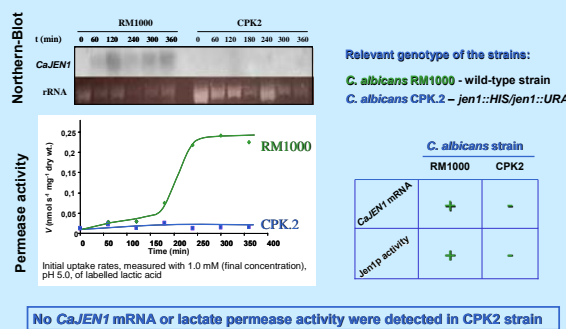 Northern-Blot
RM1000 CPK2
t (min) 0 60 120 240 300 360 0 60 120 180 240 300 360
CaJEN1
rRNA
Relevant genotype of the strains:
C. albicans RM1000 - wild-type strain
C. albicans CPK.2 – jen1::HIS/jen1::URA
Permease activity
V (nmol s⁻¹ mg⁻¹ dry wt.)
0,25
0,2
0,15
0,1
0,05
0
0 50 100 150 200 250 300 350 400
Time (min)
RM1000
CPK.2
Initial uptake rates, measured with 1.0 mM (final concentration),
pH 5.0, of labelled lactic acid
C. albicans strain
RM1000 CPK2
CaJEN1 mRNA + -
Jen1p activity + -
No CaJEN1 mRNA or lactate permease activity were detected in CPK2 strain